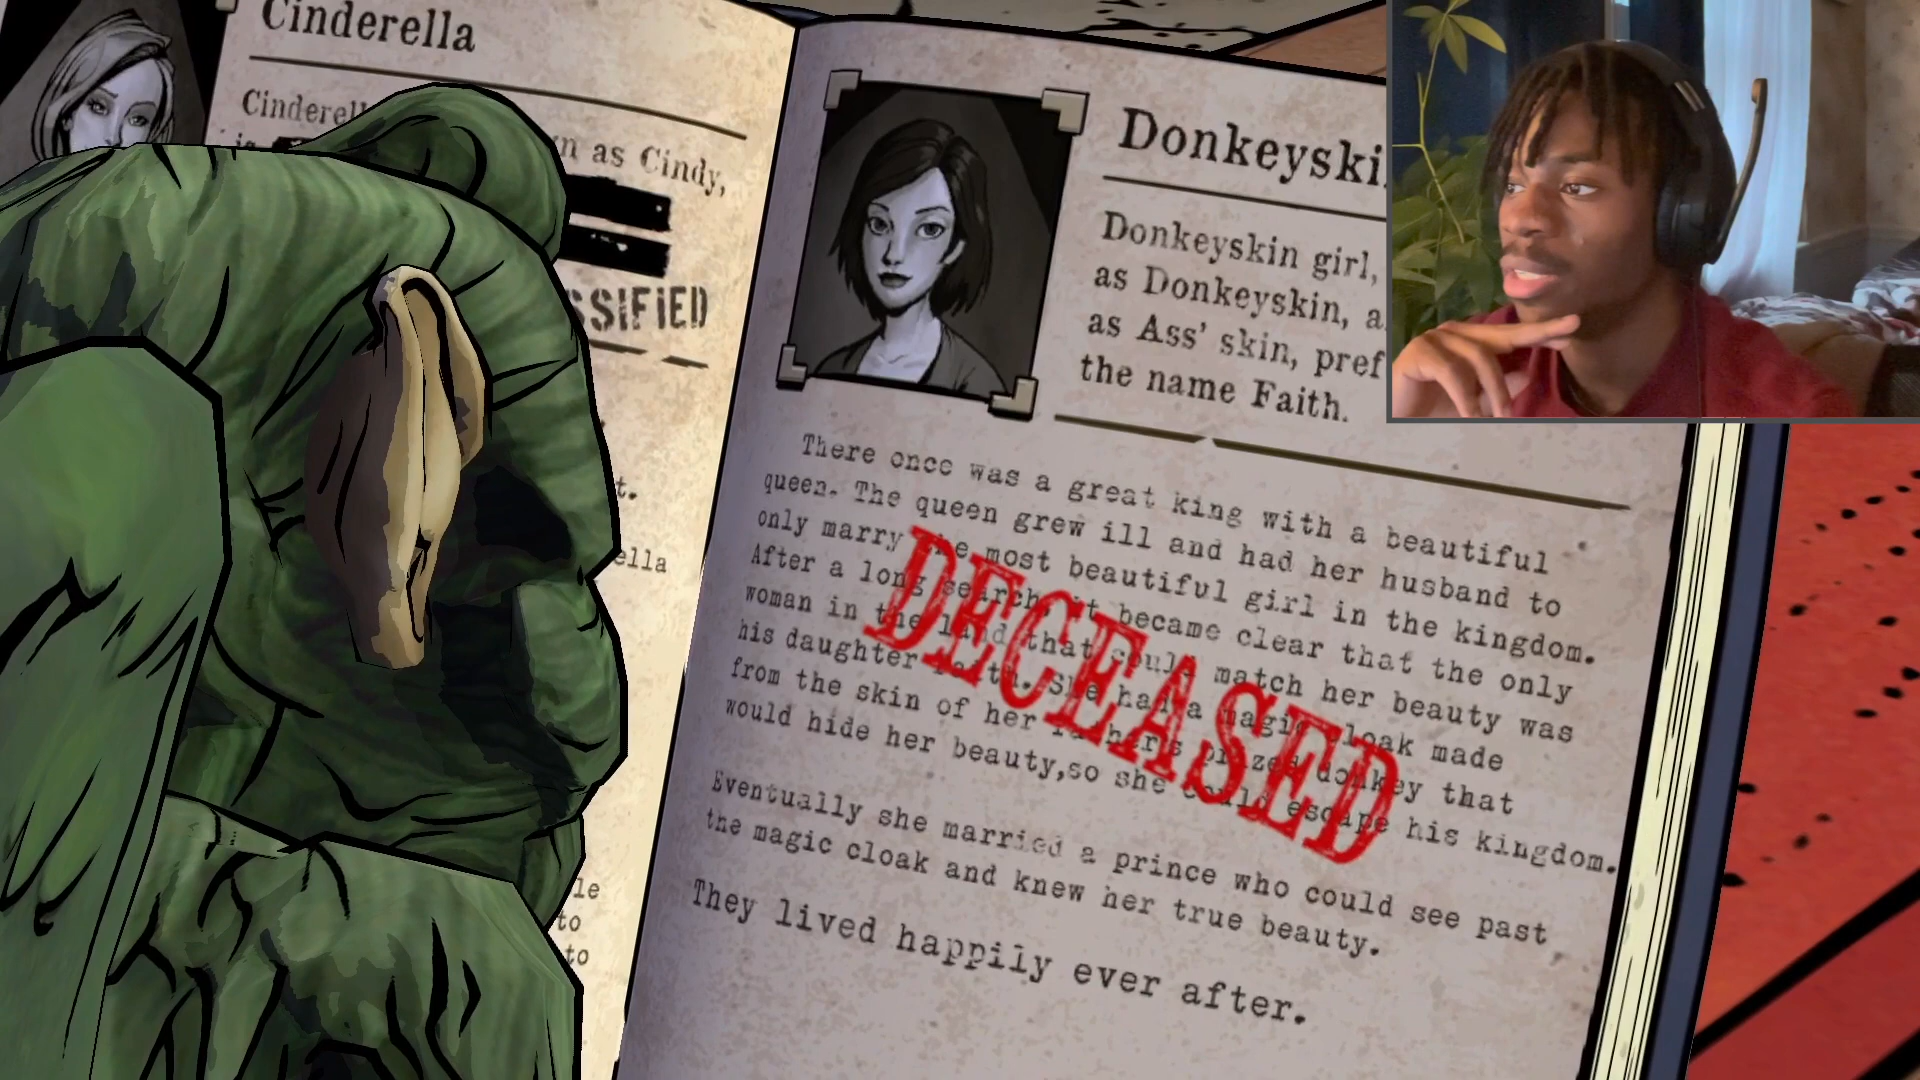 Cinderella
as Cindy,
Donkeyski
Donkeyskin girl,
as Donkeyskin, a
as Ass' skin, pref
the name Faith.
There once was a great king with a beautiful
queen. The queen grew ill and had her husband to
only marry the most beautiful girl in the kingdom.
After a long search it became clear that the only
woman in the land that could match her beauty was
his daughter Faith. She had a magic cloak made
from the skin of her father's prized donkey that
would hide her beauty,so she could escape his kingdom.
DECEASED
Eventually she married a prince who could see past
the magic cloak and knew her true beauty.
They lived happily ever after.